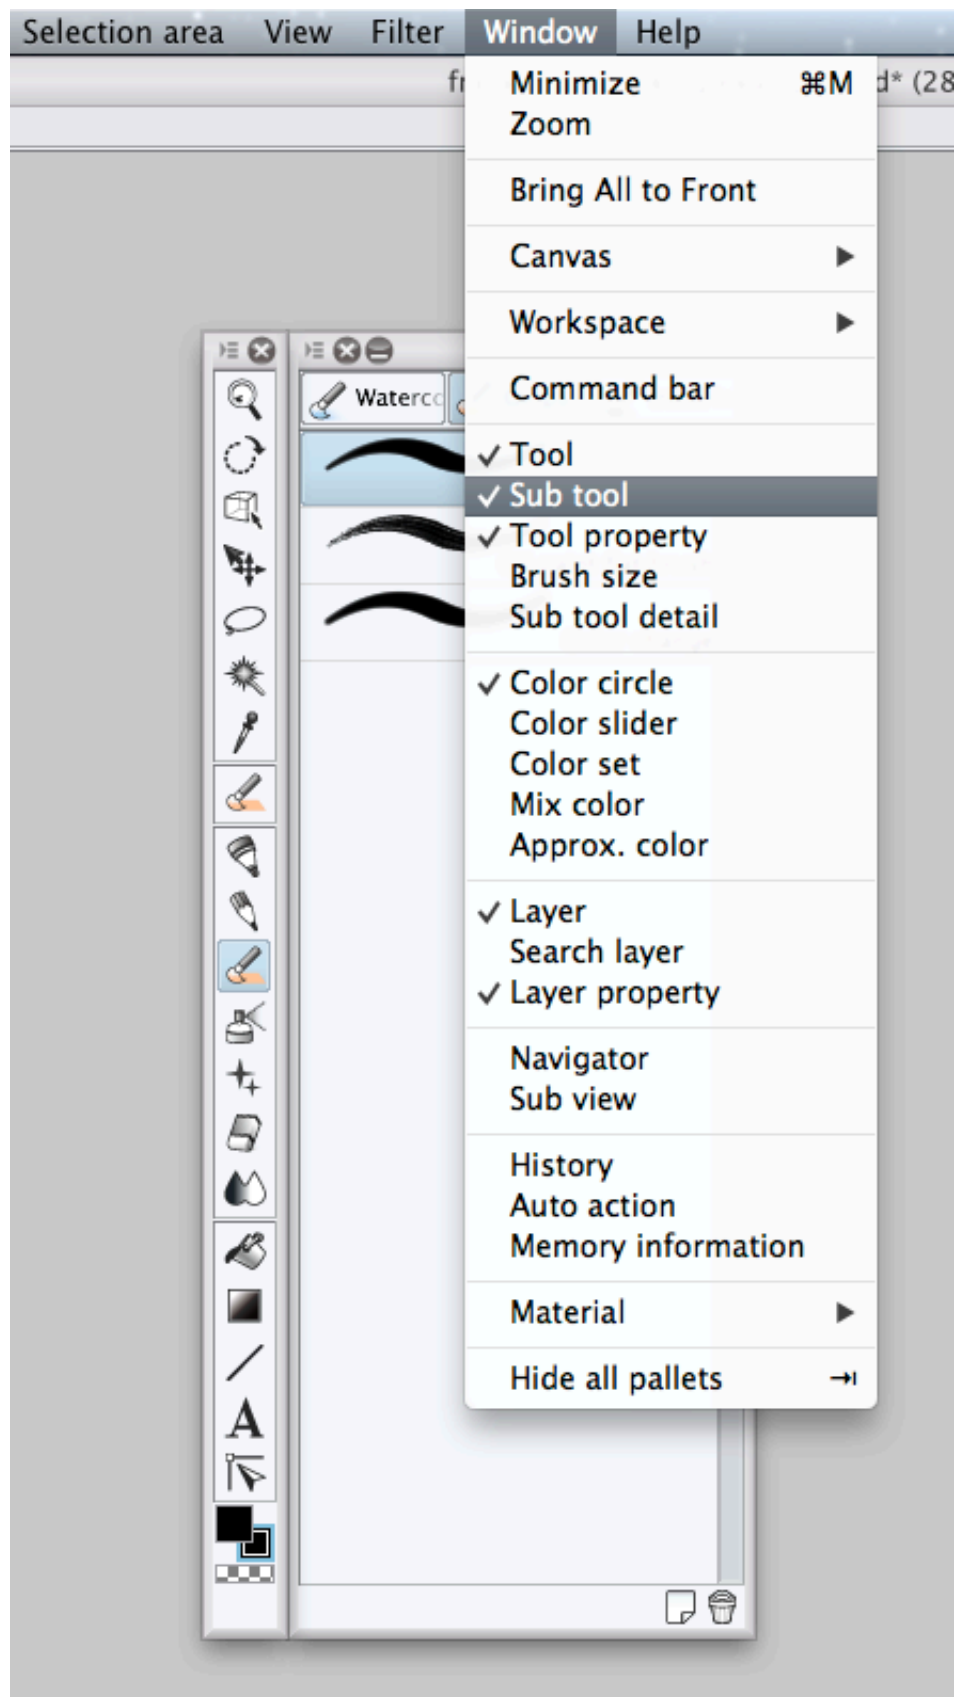 Selection area View Filter Window Help
Minimize ⌘M
d* (28
Zoom
Bring All to Front
Canvas
Workspace
Command bar
Waterco
✓ Tool
✓ Sub tool
✓ Tool property
Brush size
Sub tool detail
✓ Color circle
Color slider
Color set
Mix color
Approx. color
✓ Layer
Search layer
✓ Layer property
Navigator
Sub view
History
Auto action
Memory information
Material
Hide all pallets
A